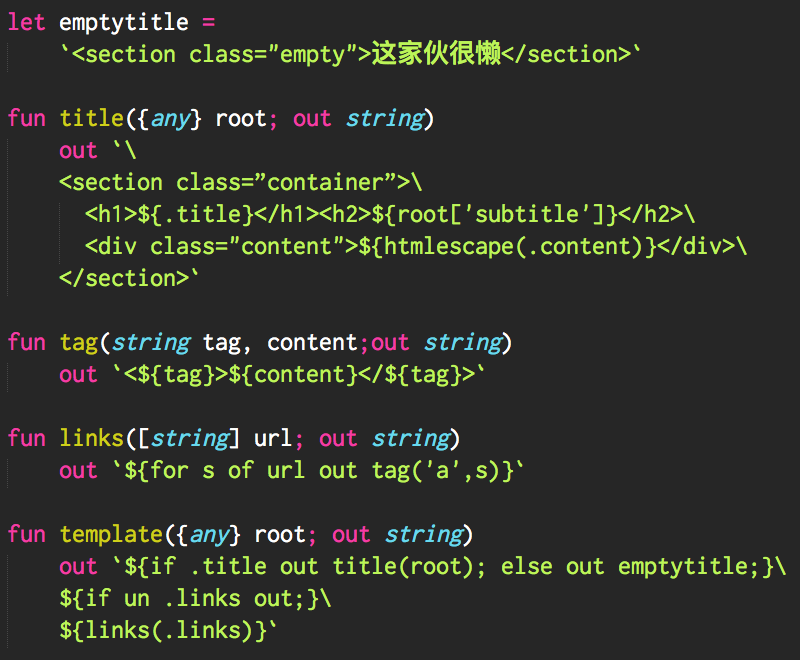 let emptytitle =
    `<section class="empty">这家伙很懒</section>`

fun title({any} root; out string)
    out `\
    <section class=”container”>\
      <h1>${.title}</h1><h2>${root['subtitle']}</h2>\
      <div class="content">${htmlescape(.content)}</div>\
    </section>`

fun tag(string tag, content;out string)
    out `<${tag}>${content}</${tag}>`

fun links([string] url; out string)
    out `${for s of url out tag('a',s)}`

fun template({any} root; out string)
    out `${if .title out title(root); else out emptytitle;}\
    ${if un .links out;}\
    ${links(.links)}`